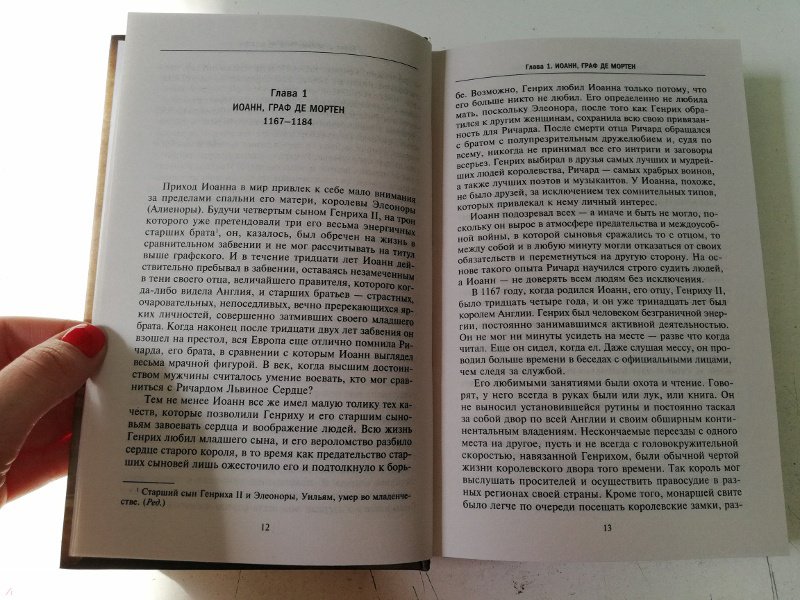 Глава 1
ИОАНН, ГРАФ ДЕ МОРТЕН
1167—1184
Приход Иоанна в мир привлек к себе мало внимания
за пределами спальни его матери, королевы Элеоноры
(Алиеноры). Будучи четвертым сыном Генриха II, на трон
которого уже претендовали три его весьма энергичных
старших брата¹, он, казалось, был обречен на жизнь в
сравнительном забвении и не мог рассчитывать на титул
выше графского. И в течение тридцати лет Иоанн дей-
ствительно пребывал в забвении, оставаясь незамеченным
в тени своего отца, величайшего правителя, которого ког-
да-либо видела Англия, и старших братьев — страстных,
очаровательных, непоседливых, вечно пререкающихся яр-
ких личностей, совершенно затмивших своего младшего
брата. Когда наконец после тридцати двух лет забвения он
взошел на престол, вся Европа еще отлично помнила Ри-
чарда, его брата, в сравнении с которым Иоанн выглядел
весьма мрачной фигурой. В век, когда высшим достоин-
ством мужчины считалось умение воевать, кто мог срав-
ниться с Ричардом Львиное Сердце?
Тем не менее Иоанн все же имел малую толику тех ка-
честв, которые позволили Генриху и его старшим сыно-
вьям завоевать сердца и воображение людей. Всю жизнь
Генрих любил младшего сына, и его вероломство разбило
сердце старого короля, в то время как предательство стар-
ших сыновей лишь ожесточило его и подтолкнуло к борь-
¹ Старший сын Генриха II и Элеоноры, Уильям, умер во младенче-
стве. (Ред.)
12
Глава 1. ИОАНН, ГРАФ ДЕ МОРТЕН
бе. Возможно, Генрих любил Иоанна только потому, что
его больше никто не любил. Его определенно не любила
мать, поскольку Элеонора, после того как Генрих обра-
тился к другим женщинам, сохранила всю свою привязан-
ность для Ричарда. После смерти отца Ричард обращался
с братом с полупрезрительным дружелюбием и, судя по
всему, никогда не принимал все его интриги и заговоры
всерьез. Генрих выбирал в друзья самых лучших и мудрей-
ших людей королевства, Ричард — самых храбрых воинов,
а также лучших поэтов и музыкантов. У Иоанна, похоже,
не было друзей, за исключением тех сомнительных типов,
которых привлекал к нему личный интерес.
Иоанн подозревал всех — а иначе и быть не могло, по-
скольку он вырос в атмосфере предательства и междоусоб-
ной войны, в которой сыновья сражались то с отцом, то
между собой и в любую минуту могли отказаться от своих
обязательств и переметнуться на другую сторону. На ос-
нове такого опыта Ричард научился строго судить людей,
а Иоанн — не доверять всем людям без исключения.
В 1167 году, когда родился Иоанн, его отцу, Генриху II,
было тридцать четыре года, и он уже тринадцать лет был
королем Англии. Генрих был человеком безграничной энер-
гии, постоянно занимавшимся активной деятельностью.
Он не мог ни минуты усидеть на месте — разве что когда
читал. Еще он сидел, когда ел. Даже слушая мессу, он про-
водил больше времени в беседах с официальными лицами,
чем следя за службой.
Его любимыми занятиями были охота и чтение. Гово-
рят, у него всегда в руках были или лук, или книга. Он
не выносил установившейся рутины и постоянно таскал
за собой двор по всей Англии и своим обширным конти-
нентальным владениям. Нескончаемые переезды с одного
места на другое, пусть и не всегда с головокружительной
скоростью, навязанной Генрихом, были обычной чертой
жизни королевского двора того времени. Так король мог
выслушать просителей и осуществить правосудие в раз-
ных регионах своей страны. Кроме того, монаршей свите
было легче по очереди посещать королевские замки, раз-
13